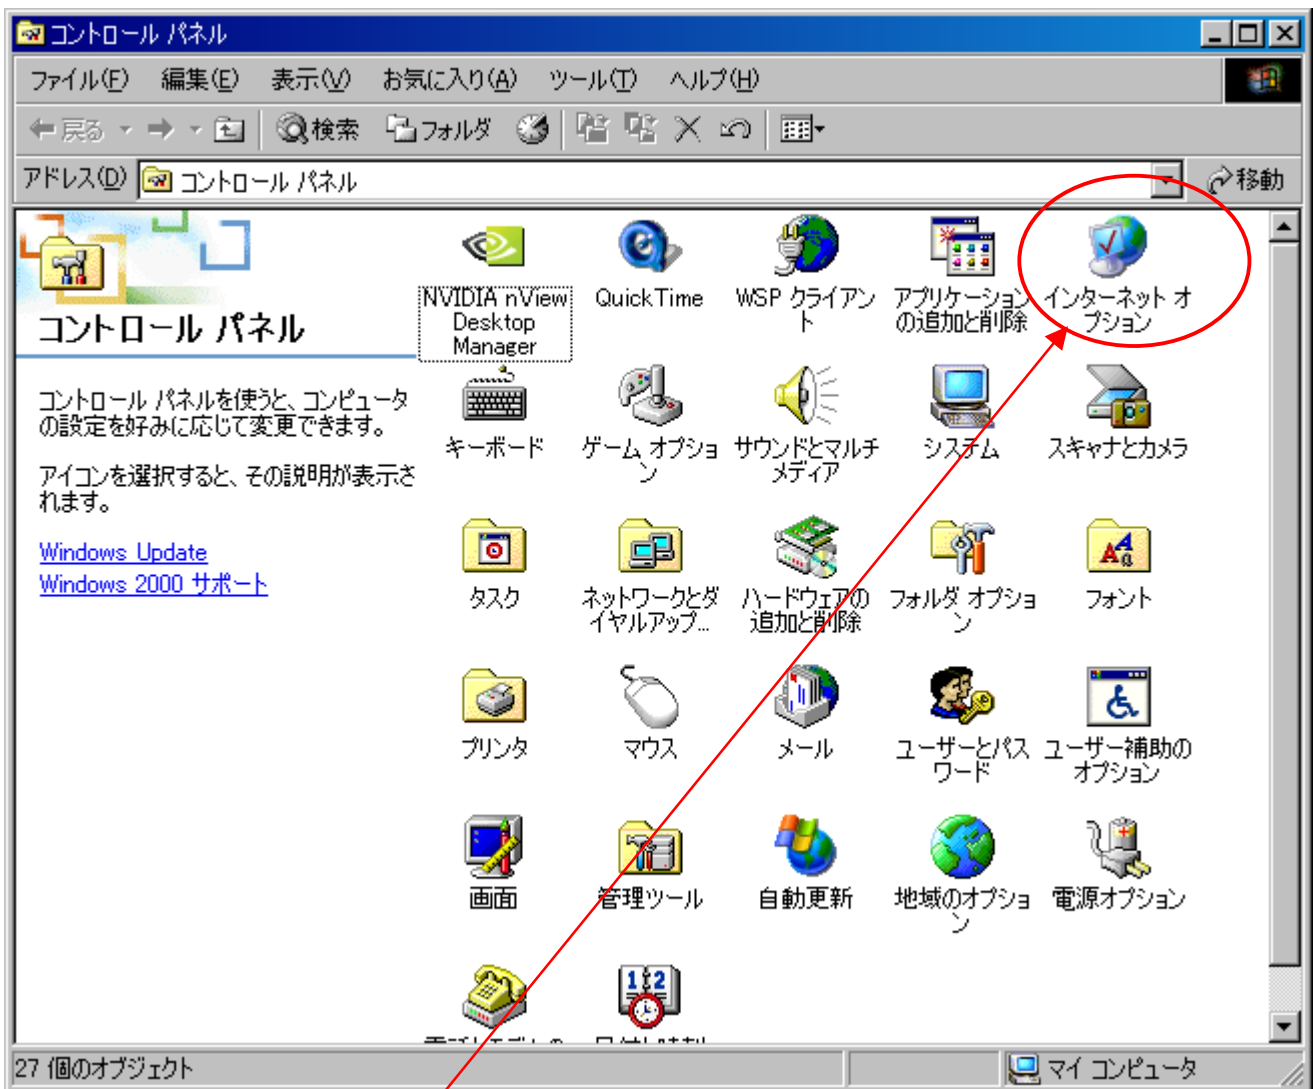 コントロール パネル
ファイル(F) 編集(E) 表示(V) お気に入り(A) ツール(T) ヘルプ(H)
戻る 検索 フォルダ
アドレス(D) コントロール パネル 移動
コントロール パネル
コントロール パネルを使うと、コンピュータ
の設定を好みに応じて変更できます。
アイコンを選択すると、その説明が表示さ
れます。
Windows Update
Windows 2000 サポート
NVIDIA nView
Desktop
Manager
QuickTime
WSP クライアン
ト
アプリケーション
の追加と削除
インターネット オ
プション
キーボード
ゲーム オプショ
ン
サウンドとマルチ
メディア
システム
スキャナとカメラ
タスク
ネットワークとダ
イヤルアップ...
ハードウェアの
追加と削除
フォルダ オプショ
ン
フォント
プリンタ
マウス
メール
ユーザーとパス
ワード
ユーザー補助の
オプション
画面
管理ツール
自動更新
地域のオプショ
ン
電源オプション
27 個のオブジェクト
マイ コンピュータ